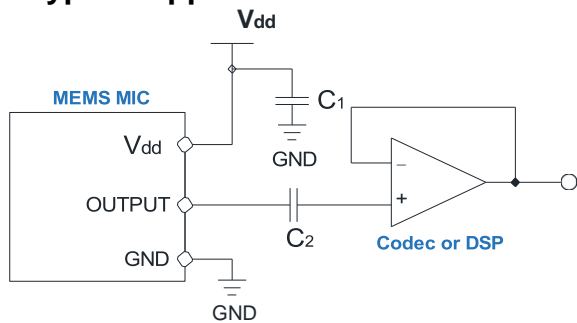 Vdd
MEMS MIC
C1
Vdd
GND
OUTPUT
−
+
C2
Codec or DSP
GND
GND